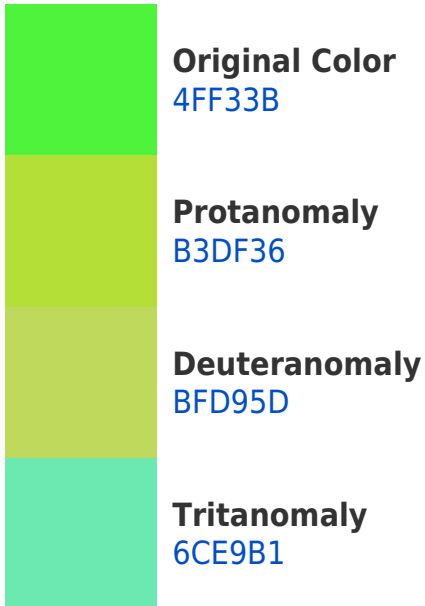 Original Color
4FF33B
Protanomaly
B3DF36
Deuteranomaly
BFD95D
Tritanomaly
6CE9B1